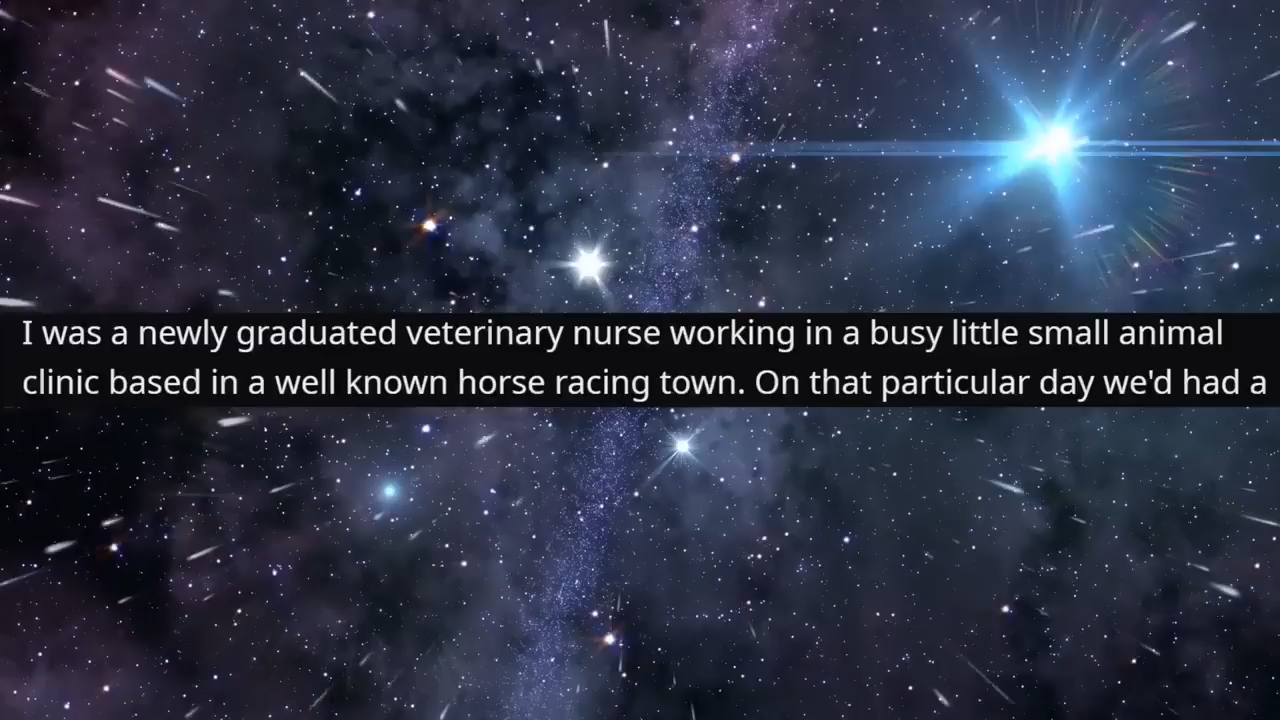 I was a newly graduated veterinary nurse working in a busy little small animal
clinic based in a well known horse racing town. On that particular day we'd had a